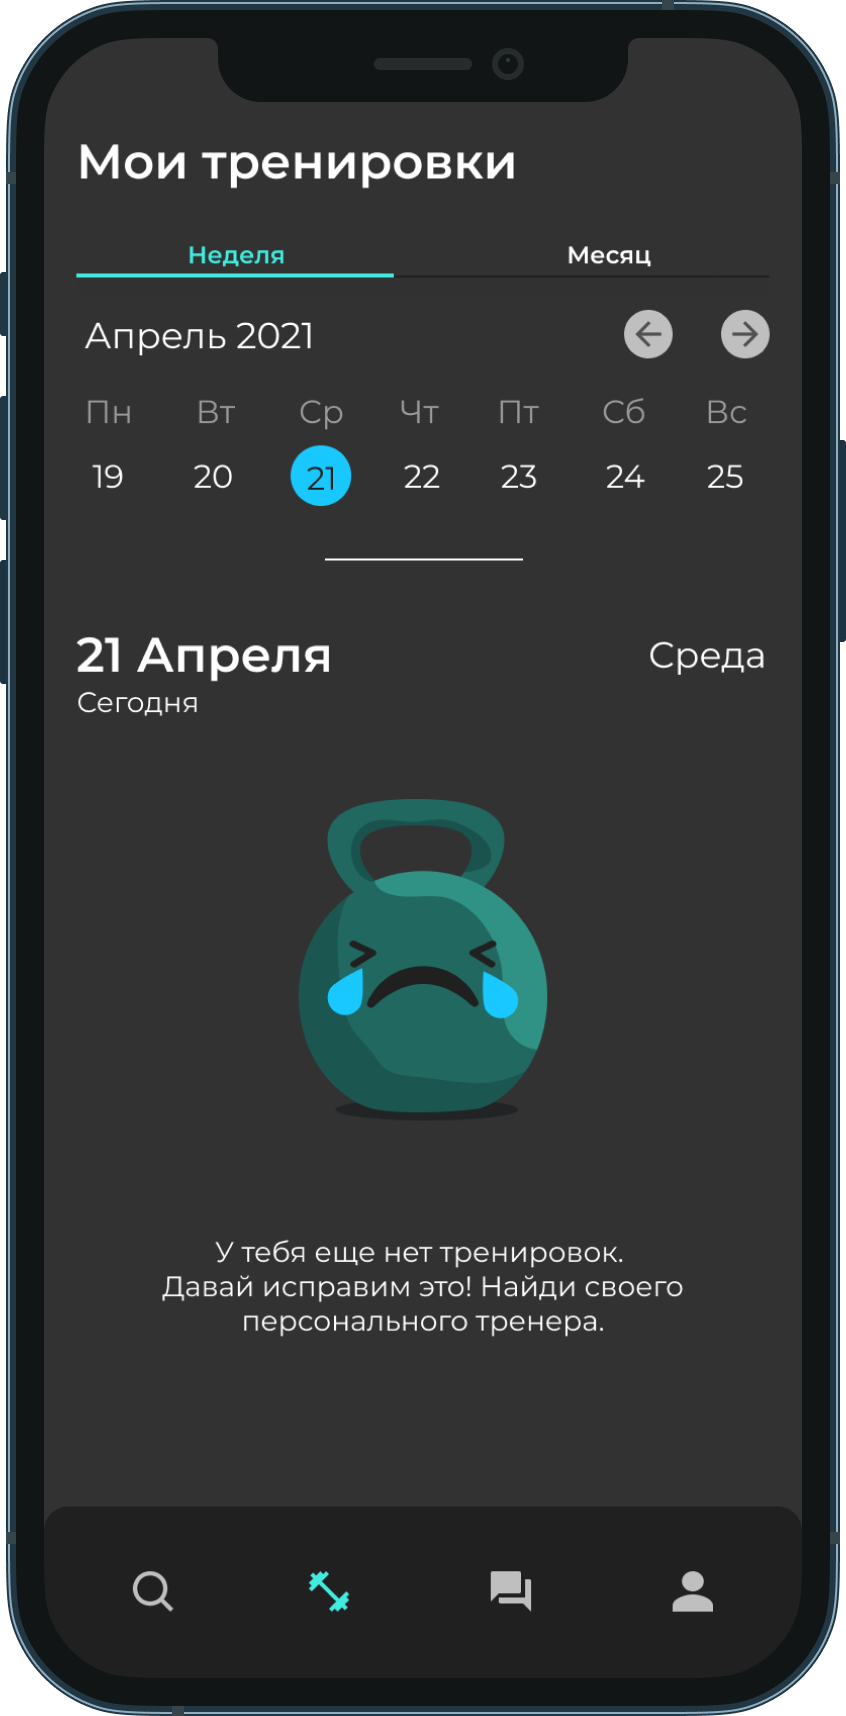 Мои тренировки
Неделя Месяц
Апрель 2021
Пн Вт Ср Чт Пт Сб Вс
19 20 21 22 23 24 25
21 Апреля Среда
Сегодня
У тебя еще нет тренировок.
Давай исправим это! Найди своего
персонального тренера.